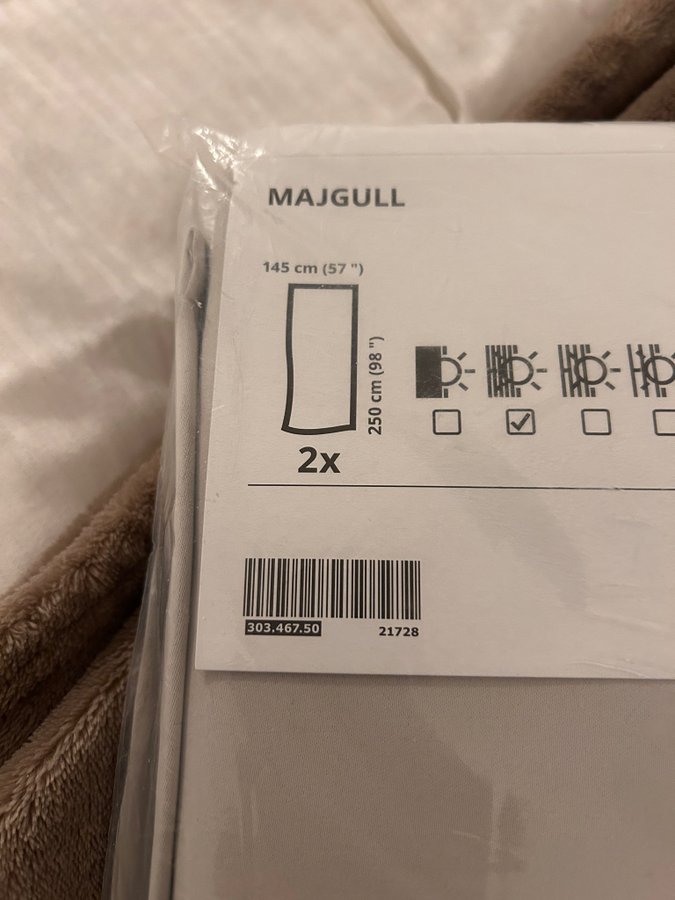 MAJGULL
145 cm (57 ")
250 cm (98 ")
2x
303.467.50 21728